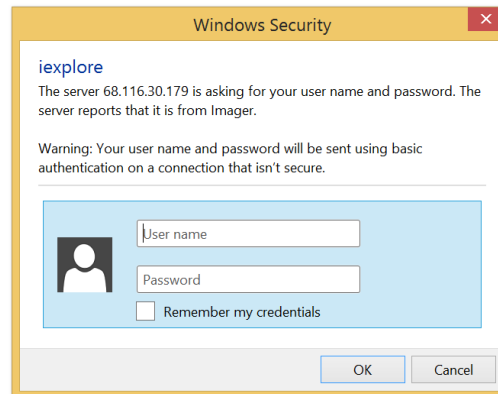 Windows Security
iexplore
The server 68.116.30.179 is asking for your user name and password. The
server reports that it is from Imager.
Warning: Your user name and password will be sent using basic
authentication on a connection that isn't secure.
User name
Password
Remember my credentials
OK
Cancel